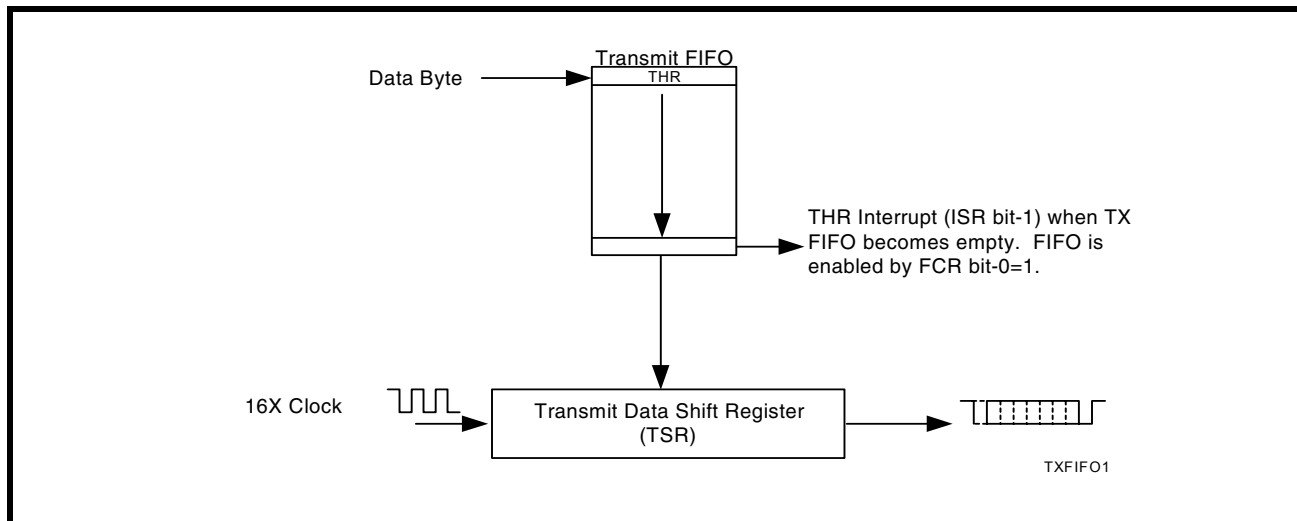 Transmit FIFO
Data Byte
THR
THR Interrupt (ISR bit-1) when TX
FIFO becomes empty. FIFO is
enabled by FCR bit-0=1.
16X Clock
Transmit Data Shift Register
(TSR)
TXFIFO1